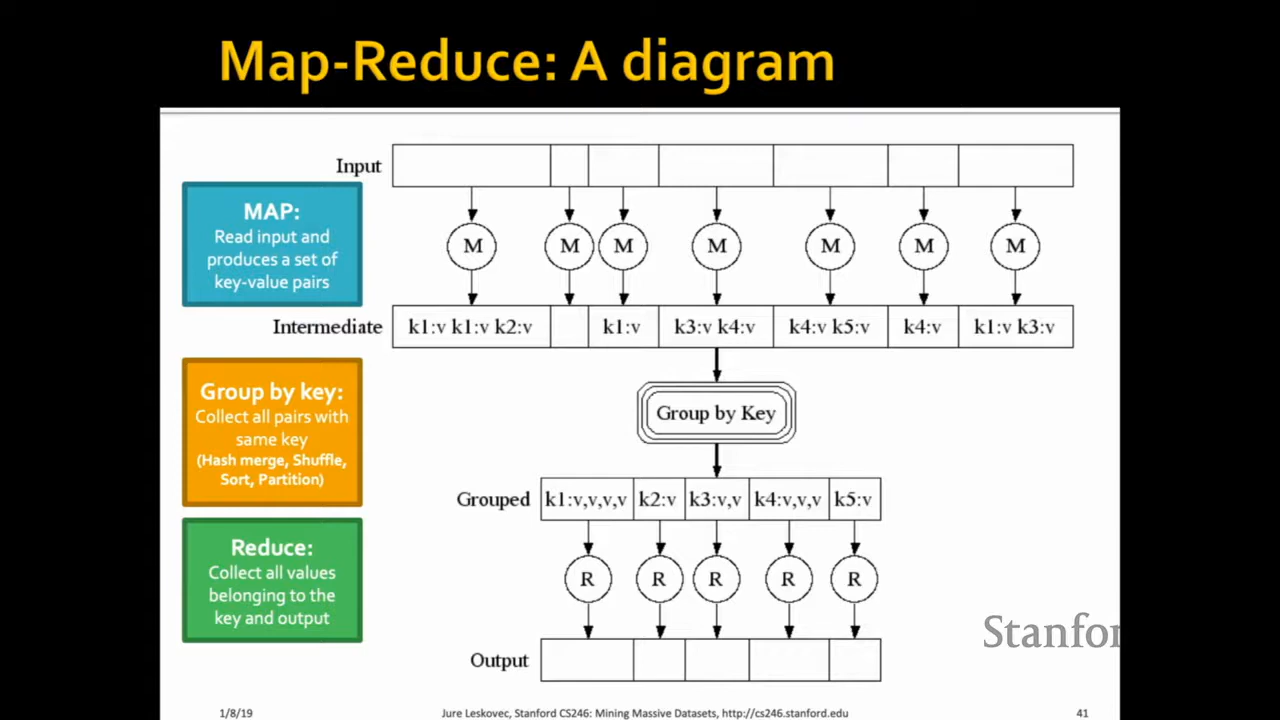 Map-Reduce: A diagram
Input
MAP:
Read input and
produces a set of
key-value pairs
M M M M M M M
Intermediate
k1:v k1:v k2:v
k1:v
k3:v k4:v
k4:v k5:v
k4:v
k1:v k3:v
Group by key:
Collect all pairs with
same key
(Hash merge, Shuffle,
Sort, Partition)
Group by Key
Grouped
k1:v,v,v,v
k2:v
k3:v,v
k4:v,v,v
k5:v
Reduce:
Collect all values
belonging to the
key and output
R R R R R
Output
Stanfor
1/8/19
Jure Leskovec, Stanford CS246: Mining Massive Datasets, http://cs246.stanford.edu
41